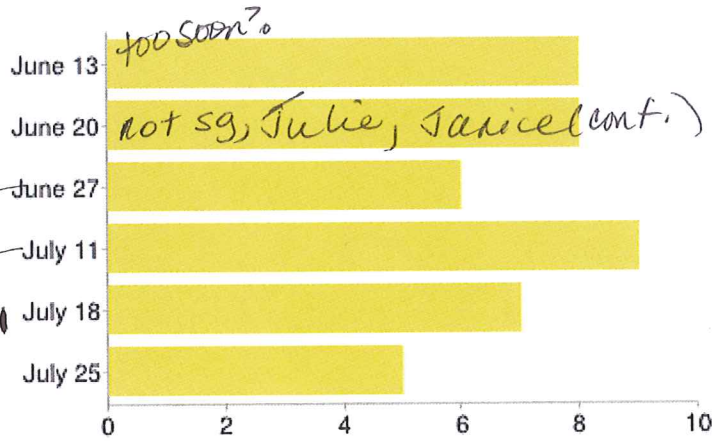 too soon?
June 13
June 20 not sg, Julie, Janice (conf.)
June 27
July 11
July 18
July 25
0 2 4 6 8 10